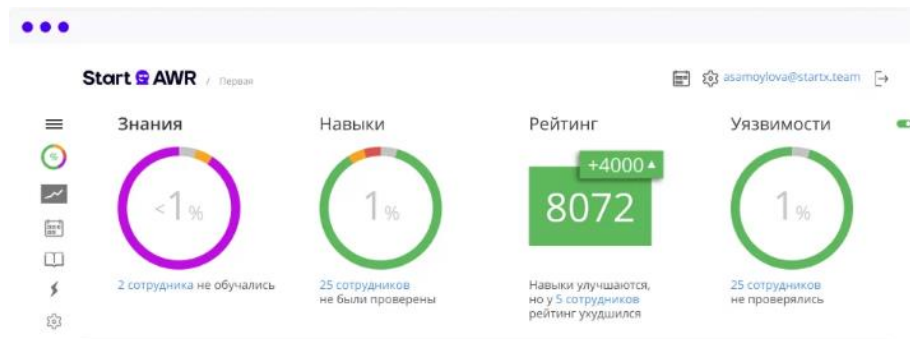 Start AWR / Первая
asamoylova@startx.team
Знания
<1%
2 сотрудника не обучались
Навыки
1%
25 сотрудников
не были проверены
Рейтинг
+4000
8072
Навыки улучшаются,
но у 5 сотрудников
рейтинг ухудшился
Уязвимости
1%
25 сотрудников
не проверялись
%